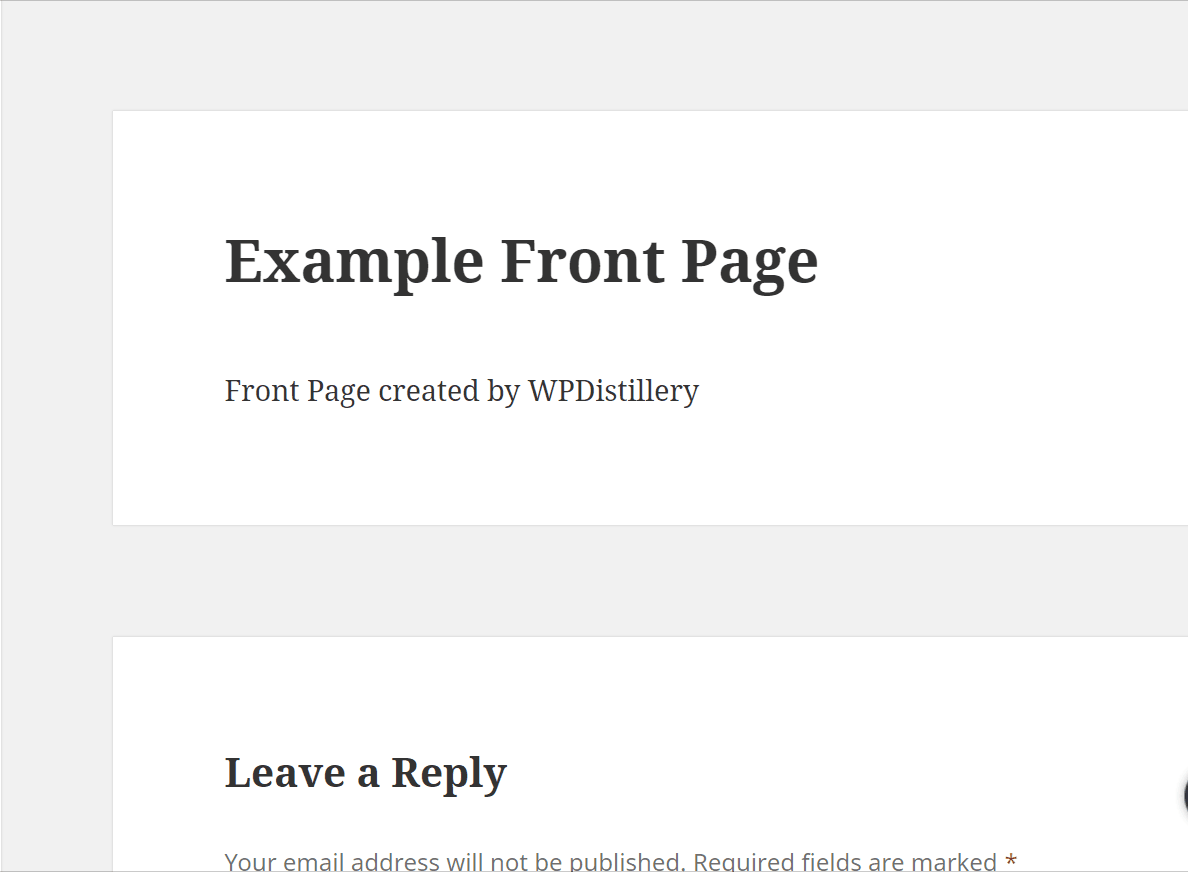 Example Front Page
Front Page created by WPDistillery
Leave a Reply
Your email address will not be published. Required fields are marked *